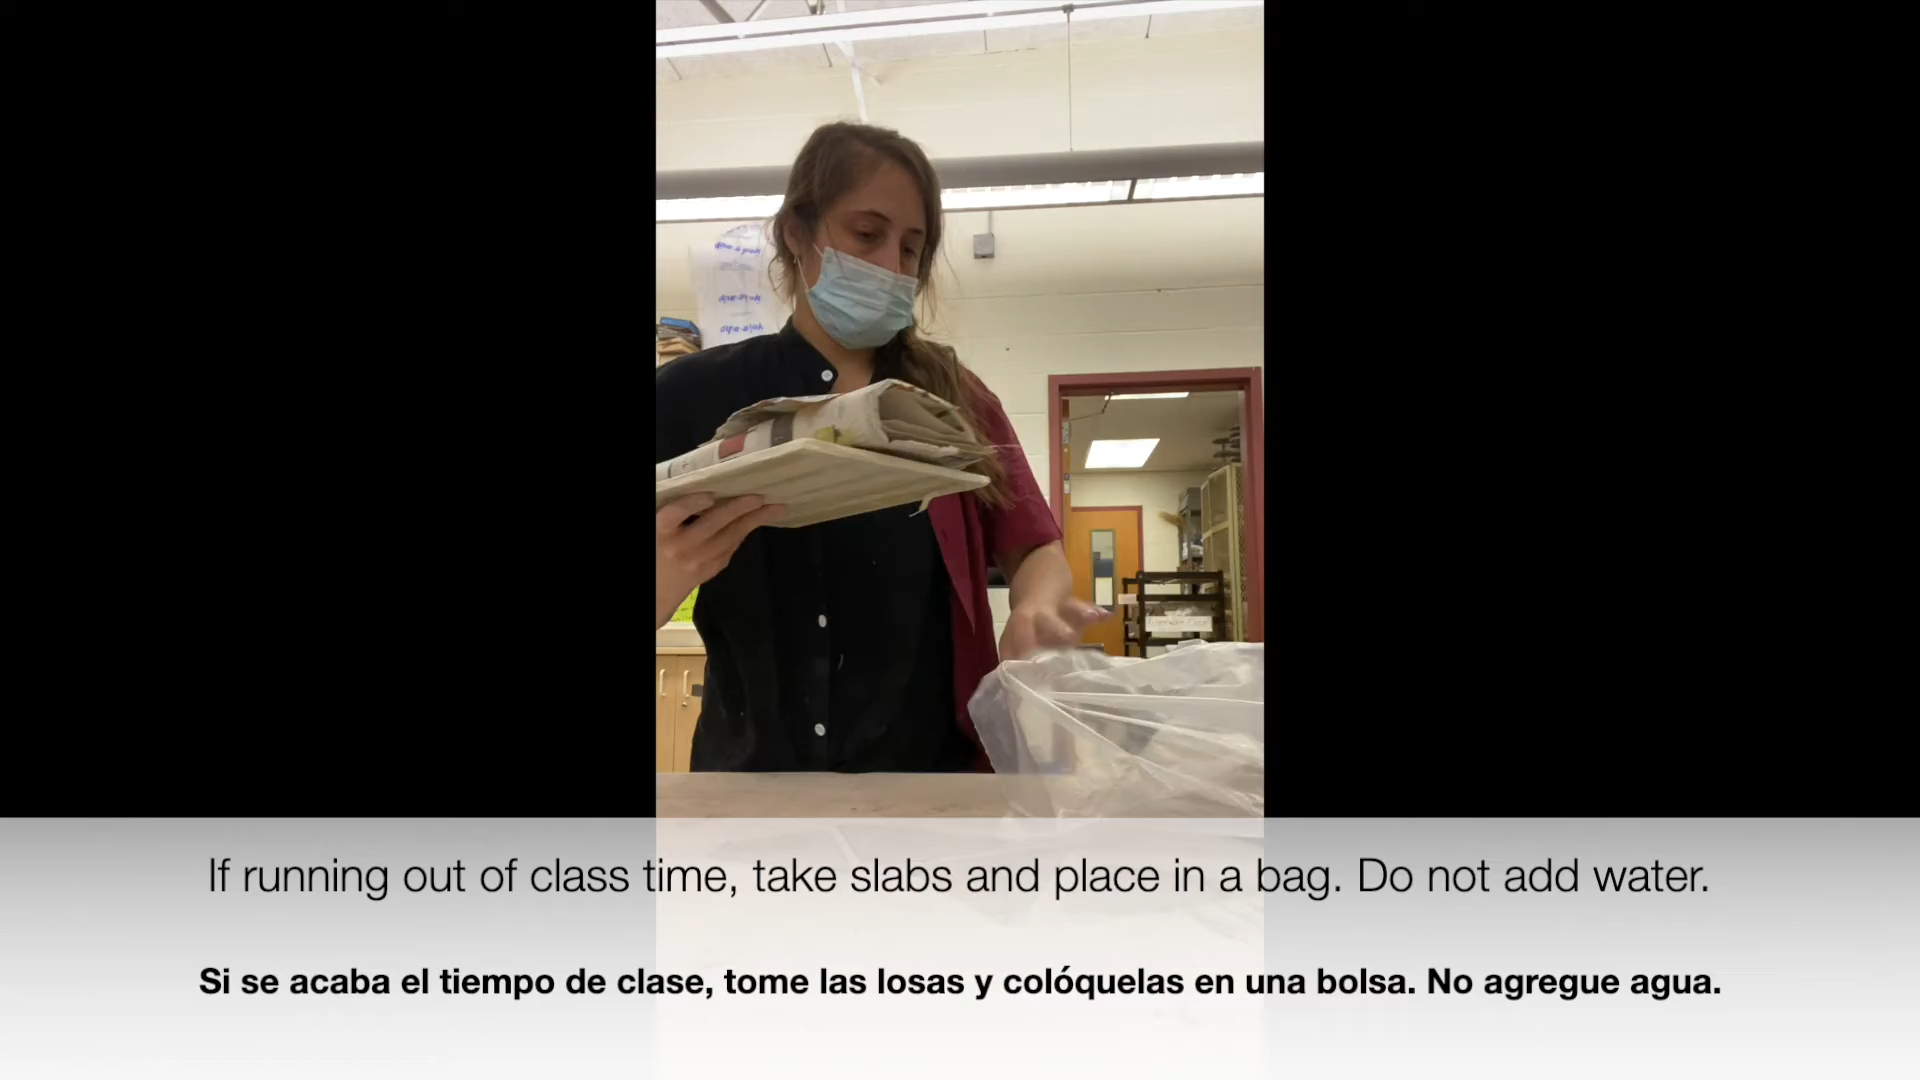 If running out of class time, take slabs and place in a bag. Do not add water.
Si se acaba el tiempo de clase, tome las losas y colóquelas en una bolsa. No agregue agua.